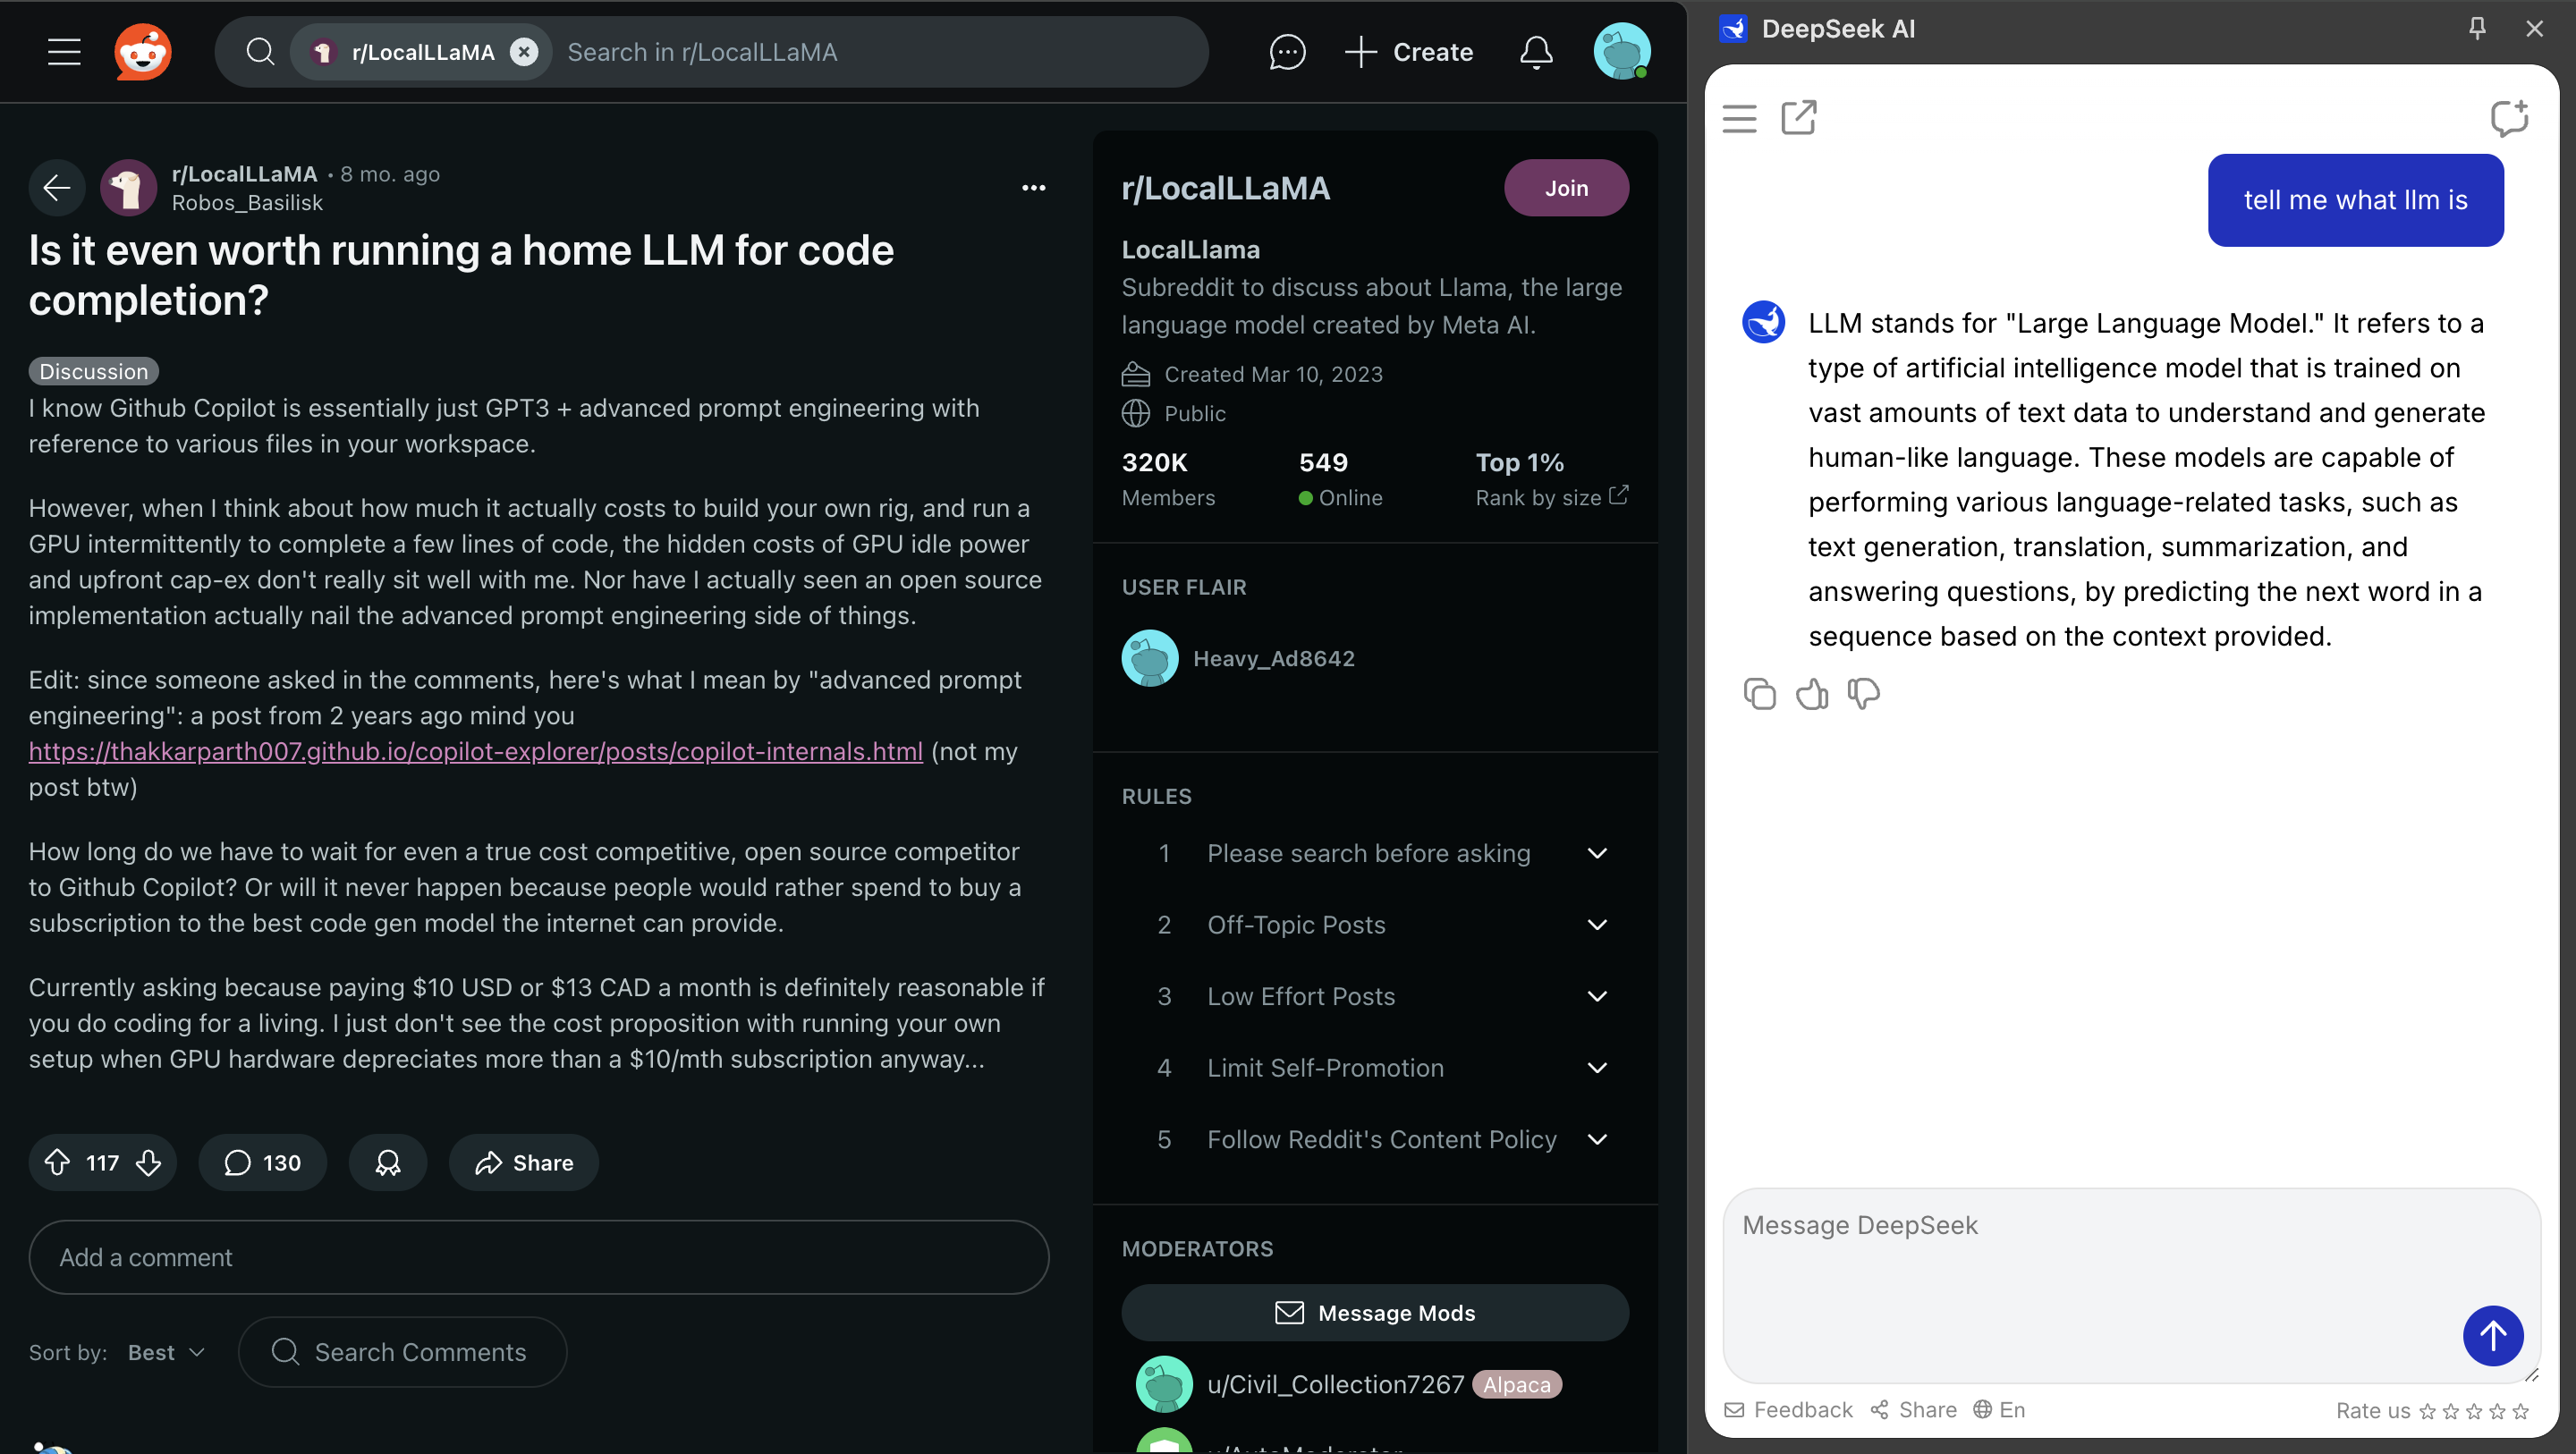 r/LocalLLaMA
Search in r/LocalLLaMA
Create
r/LocalLLaMA • 8 mo. ago
Robos_Basilisk
Is it even worth running a home LLM for code
completion?
Discussion
I know Github Copilot is essentially just GPT3 + advanced prompt engineering with
reference to various files in your workspace.
However, when I think about how much it actually costs to build your own rig, and run a
GPU intermittently to complete a few lines of code, the hidden costs of GPU idle power
and upfront cap-ex don't really sit well with me. Nor have I actually seen an open source
implementation actually nail the advanced prompt engineering side of things.
Edit: since someone asked in the comments, here's what I mean by "advanced prompt
engineering": a post from 2 years ago mind you
https://thakkarparth007.github.io/copilot-explorer/posts/copilot-internals.html (not my
post btw)
How long do we have to wait for even a true cost competitive, open source competitor
to Github Copilot? Or will it never happen because people would rather spend to buy a
subscription to the best code gen model the internet can provide.
Currently asking because paying $10 USD or $13 CAD a month is definitely reasonable if
you do coding for a living. I just don't see the cost proposition with running your own
setup when GPU hardware depreciates more than a $10/mth subscription anyway...
117
130
Share
Add a comment
Sort by: Best
Search Comments
r/LocalLLaMA
Join
LocalLlama
Subreddit to discuss about Llama, the large
language model created by Meta AI.
Created Mar 10, 2023
Public
320K 549 Top 1%
Members Online Rank by size
USER FLAIR
Heavy_Ad8642
RULES
1 Please search before asking
2 Off-Topic Posts
3 Low Effort Posts
4 Limit Self-Promotion
5 Follow Reddit's Content Policy
MODERATORS
Message Mods
u/Civil_Collection7267 Alpaca
u/AutoModerator
DeepSeek AI
tell me what llm is
LLM stands for "Large Language Model." It refers to a
type of artificial intelligence model that is trained on
vast amounts of text data to understand and generate
human-like language. These models are capable of
performing various language-related tasks, such as
text generation, translation, summarization, and
answering questions, by predicting the next word in a
sequence based on the context provided.
Message DeepSeek
Feedback Share En
Rate us